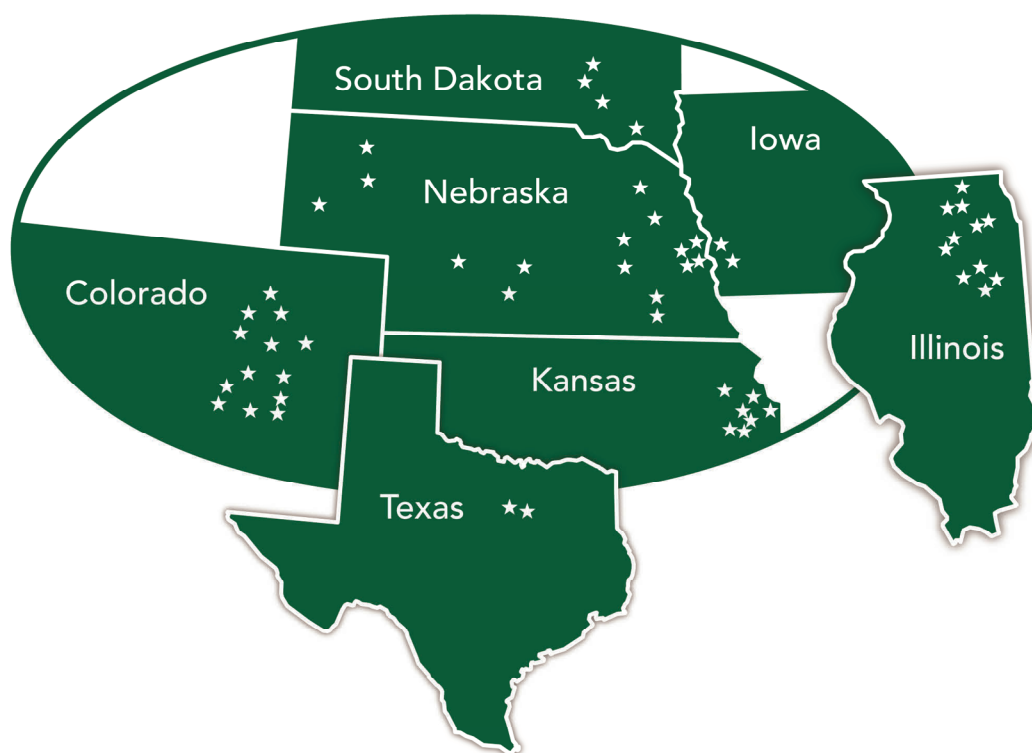 South Dakota
Iowa
Nebraska
Colorado
Illinois
Kansas
Texas